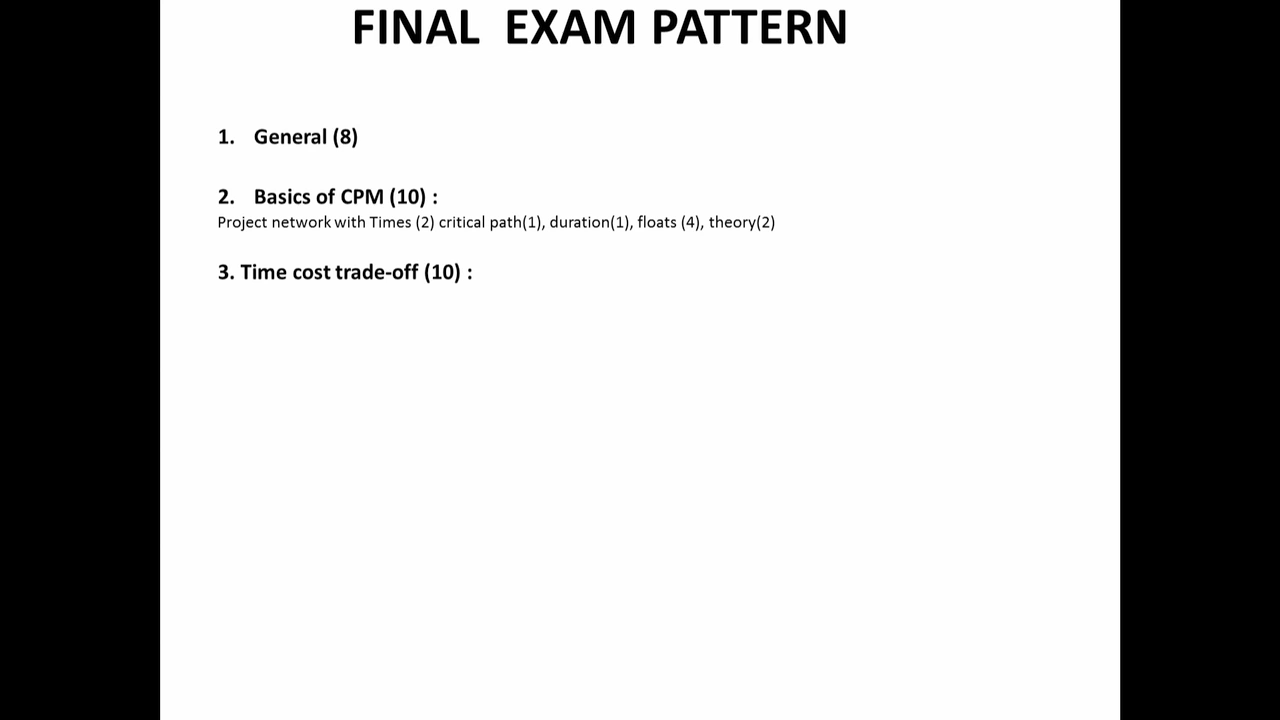 FINAL EXAM PATTERN
1. General (8)
2. Basics of CPM (10) :
Project network with Times (2) critical path(1), duration(1), floats (4), theory(2)
3. Time cost trade-off (10) :